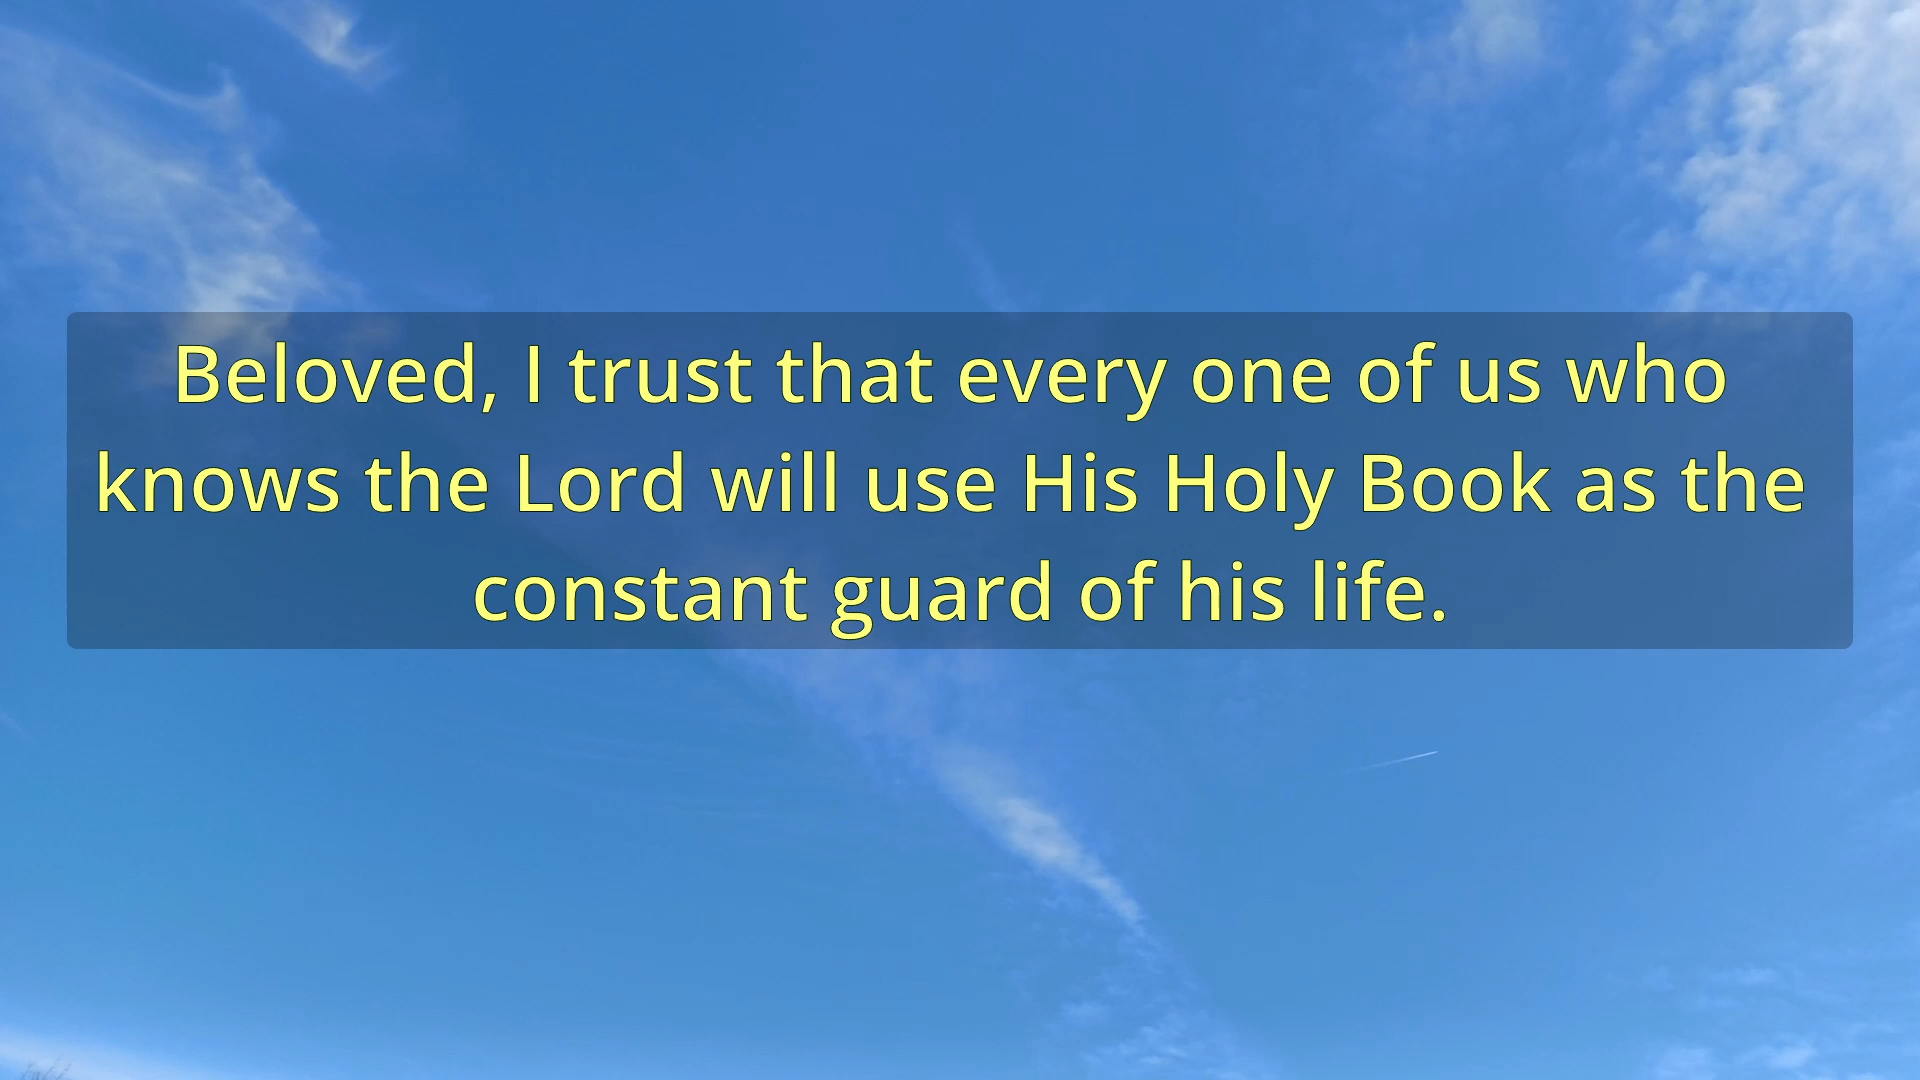 Beloved, I trust that every one of us who
knows the Lord will use His Holy Book as the
constant guard of his life.